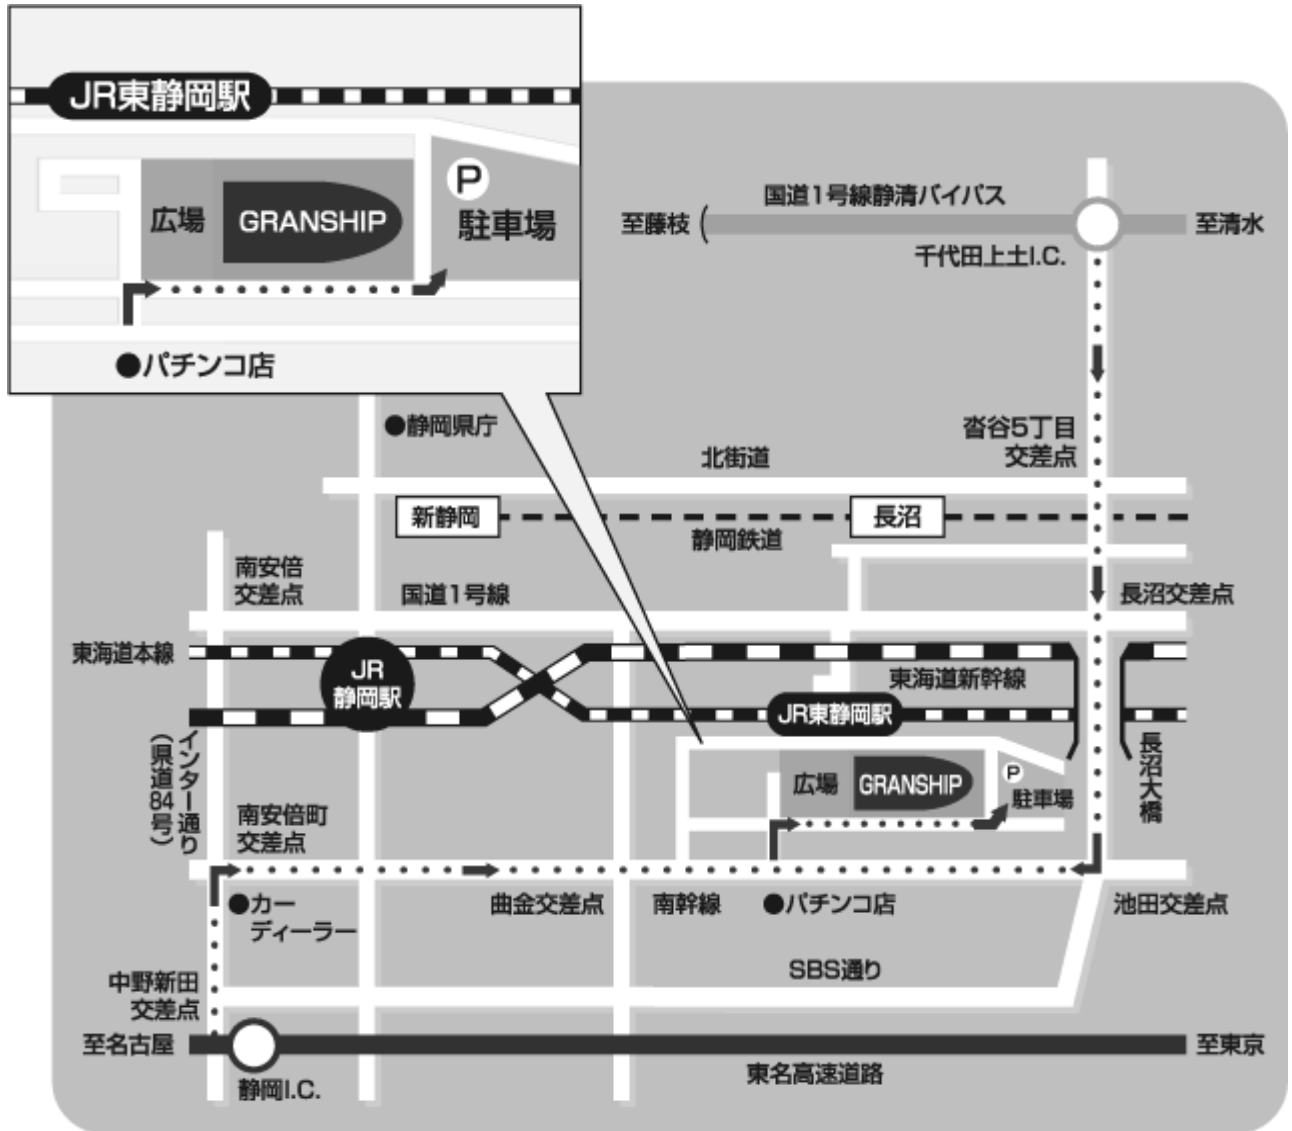 JR東静岡駅
広場
GRANSHIP
P
駐車場
●パチンコ店
国道1号線静清バイパス
至藤枝
至清水
千代田上土I.C.
●静岡県庁
沓谷5丁目
交差点
北街道
新静岡
長沼
静岡鉄道
南安倍
交差点
国道1号線
長沼交差点
東海道本線
JR
静岡駅
東海道新幹線
JR東静岡駅
インター通り
(県道84号)
広場
GRANSHIP
P
駐車場
長沼大橋
南安倍町
交差点
●カー
ディーラー
曲金交差点
南幹線
●パチンコ店
池田交差点
SBS通り
中野新田
交差点
至名古屋
至東京
東名高速道路
静岡I.C.